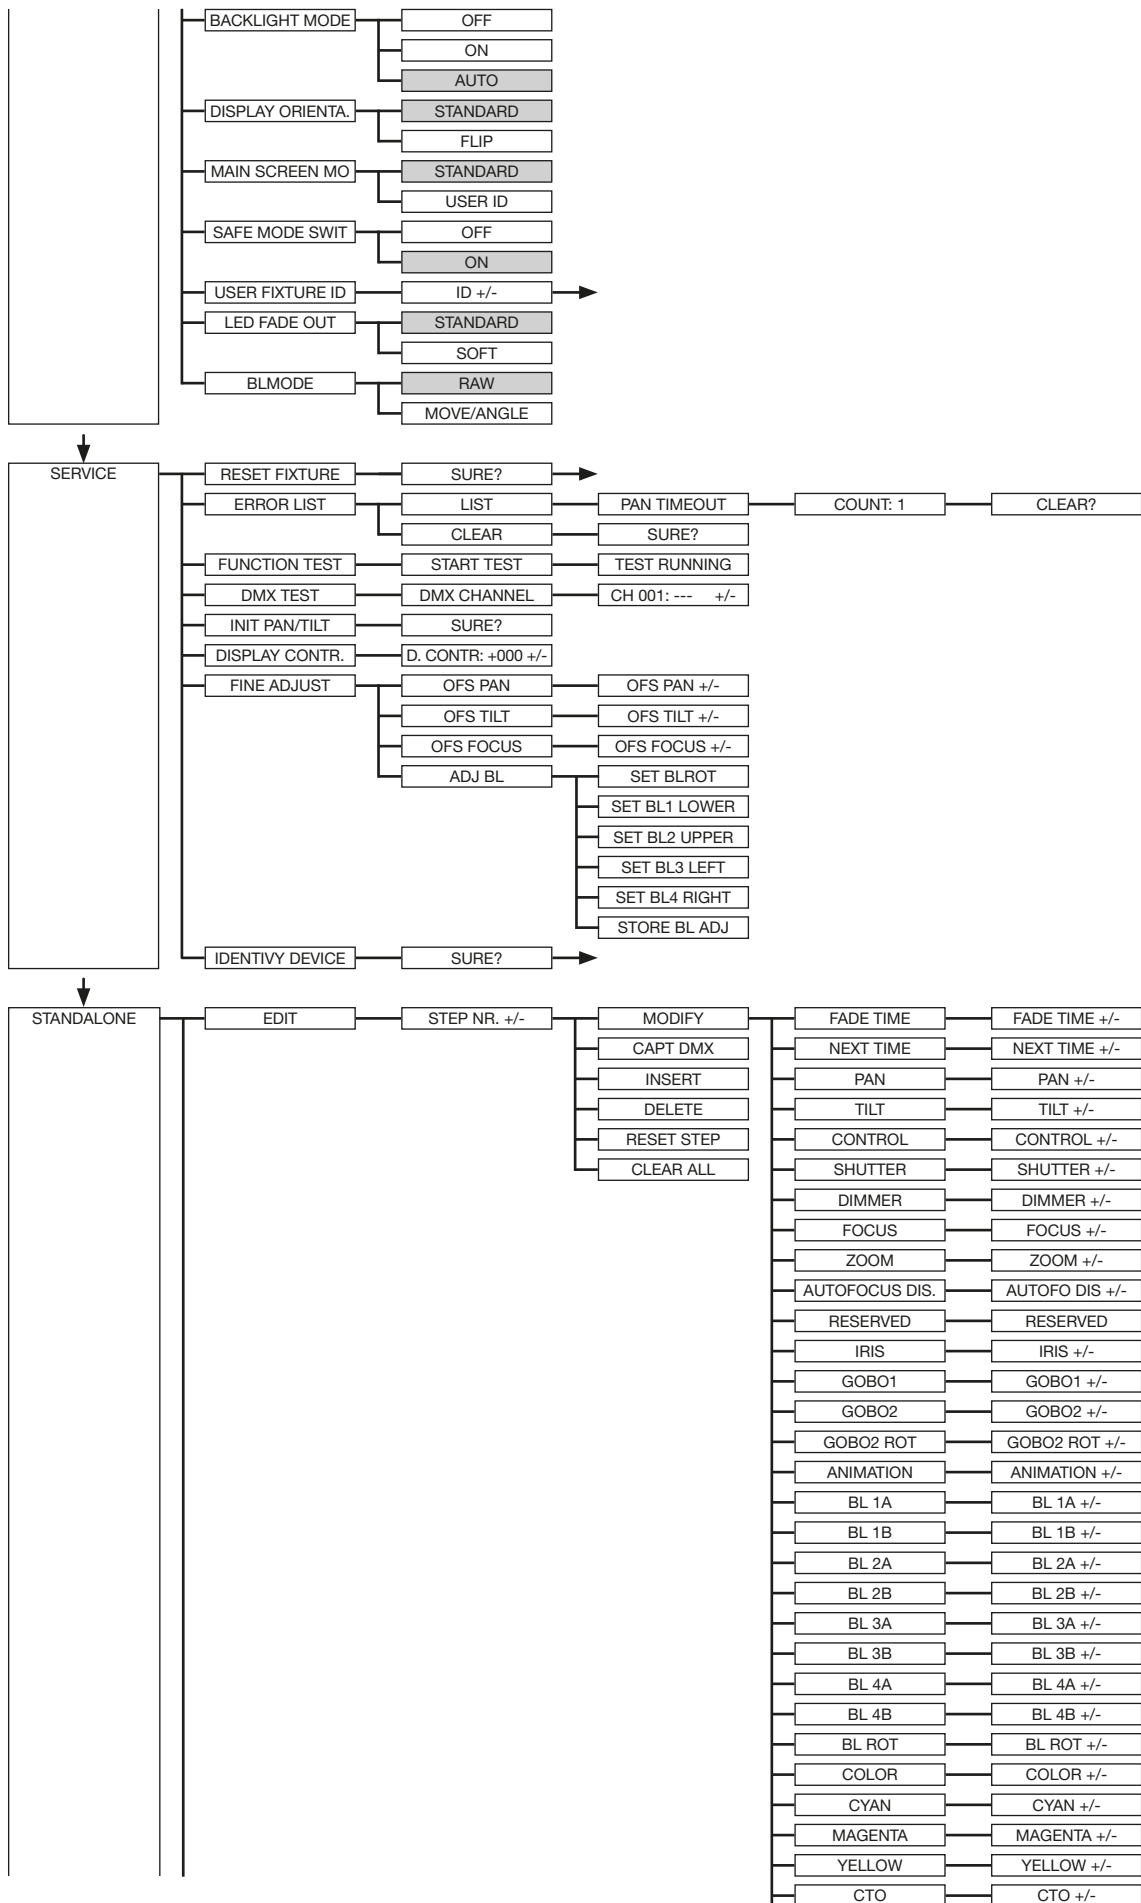 BACKLIGHT MODE OFF
ON
AUTO
DISPLAY ORIENTA. STANDARD
FLIP
MAIN SCREEN MO STANDARD
USER ID
SAFE MODE SWIT OFF
ON
USER FIXTURE ID ID +/-
LED FADE OUT STANDARD
SOFT
BLMODE RAW
MOVE/ANGLE
SERVICE RESET FIXTURE SURE?
ERROR LIST LIST PAN TIMEOUT COUNT: 1 CLEAR?
CLEAR SURE?
FUNCTION TEST START TEST TEST RUNNING
DMX TEST DMX CHANNEL CH 001: --- +/-
INIT PAN/TILT SURE?
DISPLAY CONTR. D. CONTR: +000 +/-
FINE ADJUST OFS PAN OFS PAN +/-
OFS TILT OFS TILT +/-
OFS FOCUS OFS FOCUS +/-
ADJ BL SET BLROT
SET BL1 LOWER
SET BL2 UPPER
SET BL3 LEFT
SET BL4 RIGHT
STORE BL ADJ
IDENTIVY DEVICE SURE?
STANDALONE EDIT STEP NR. +/- MODIFY FADE TIME FADE TIME +/-
CAPT DMX NEXT TIME NEXT TIME +/-
INSERT PAN PAN +/-
DELETE TILT TILT +/-
RESET STEP CONTROL CONTROL +/-
CLEAR ALL SHUTTER SHUTTER +/-
DIMMER DIMMER +/-
FOCUS FOCUS +/-
ZOOM ZOOM +/-
AUTOFOCUS DIS. AUTOFO DIS +/-
RESERVED RESERVED
IRIS IRIS +/-
GOBO1 GOBO1 +/-
GOBO2 GOBO2 +/-
GOBO2 ROT GOBO2 ROT +/-
ANIMATION ANIMATION +/-
BL 1A BL 1A +/-
BL 1B BL 1B +/-
BL 2A BL 2A +/-
BL 2B BL 2B +/-
BL 3A BL 3A +/-
BL 3B BL 3B +/-
BL 4A BL 4A +/-
BL 4B BL 4B +/-
BL ROT BL ROT +/-
COLOR COLOR +/-
CYAN CYAN +/-
MAGENTA MAGENTA +/-
YELLOW YELLOW +/-
CTO CTO +/-